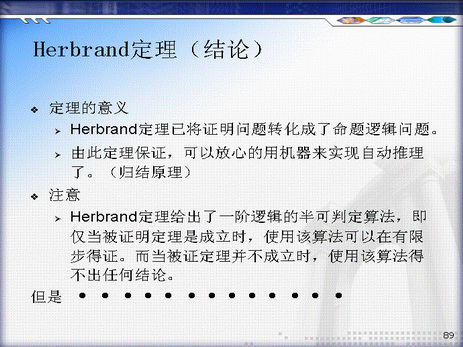 Herbrand定理（结论）
❖ 定理的意义
➢ Herbrand定理已将证明问题转化成了命题逻辑问题。
➢ 由此定理保证，可以放心的用机器来实现自动推理
了。（归结原理）
❖ 注意
➢ Herbrand定理给出了一阶逻辑的半可判定算法，即
仅当被证明定理是成立时，使用该算法可以在有限
步得证。而当被证定理并不成立时，使用该算法得
不出任何结论。
但是 • • • • • • • • • • • • • •
89